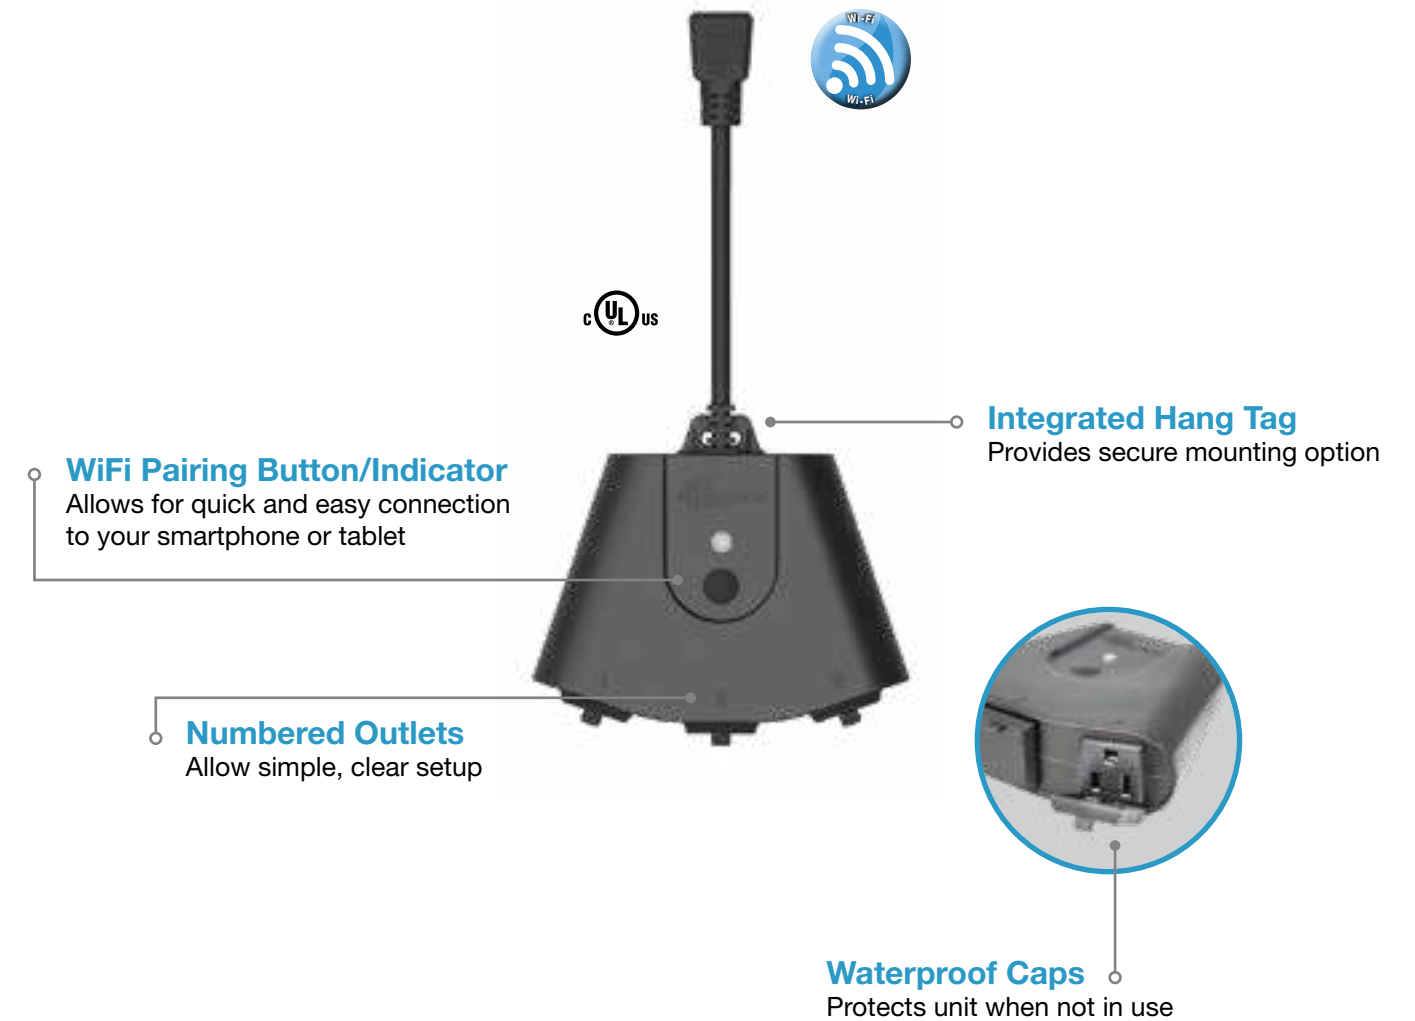 Wi-Fi
Wi-Fi
C UL US
Integrated Hang Tag
Provides secure mounting option
WiFi Pairing Button/Indicator
Allows for quick and easy connection
to your smartphone or tablet
Numbered Outlets
Allow simple, clear setup
Waterproof Caps
Protects unit when not in use